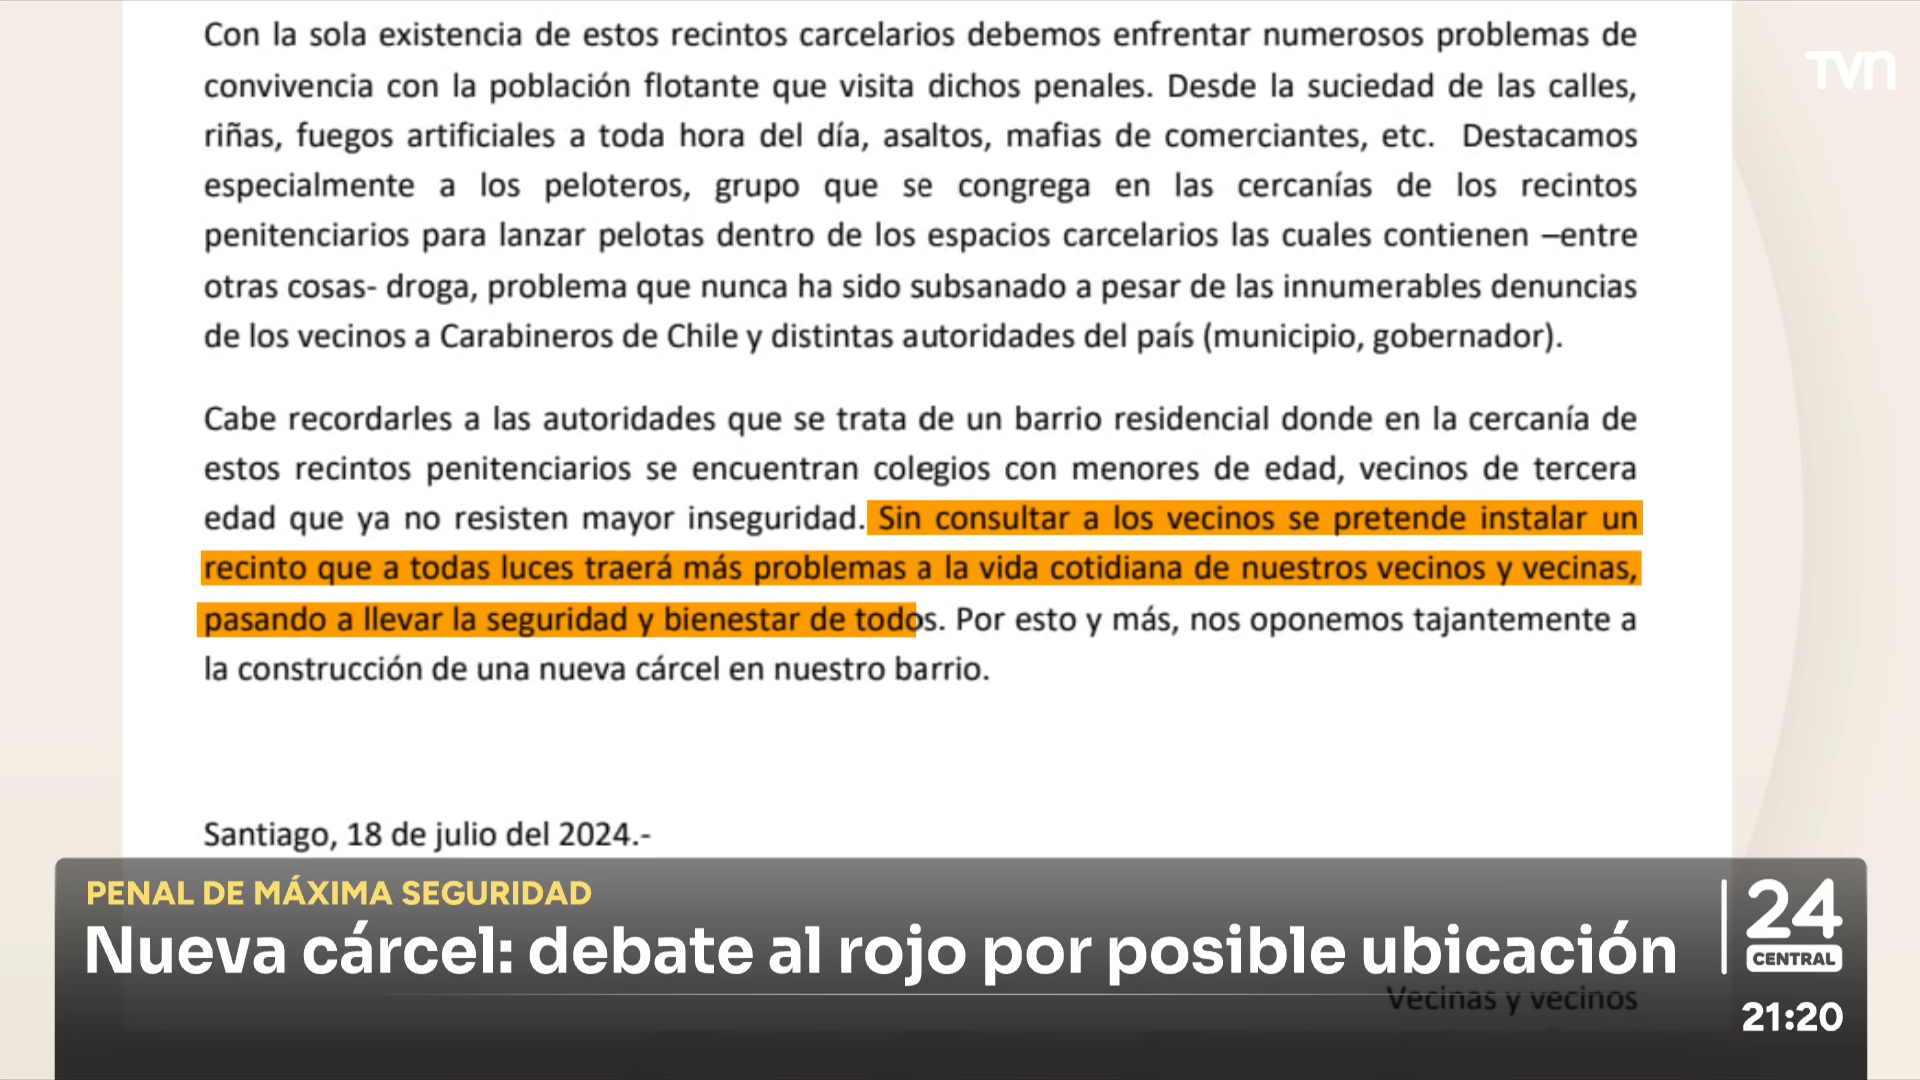 Con la sola existencia de estos recintos carcelarios debemos enfrentar numerosos problemas de
convivencia con la población flotante que visita dichos penales. Desde la suciedad de las calles,
riñas, fuegos artificiales a toda hora del día, asaltos, mafias de comerciantes, etc. Destacamos
especialmente a los peloteros, grupo que se congrega en las cercanías de los recintos
penitenciarios para lanzar pelotas dentro de los espacios carcelarios las cuales contienen –entre
otras cosas- droga, problema que nunca ha sido subsanado a pesar de las innumerables denuncias
de los vecinos a Carabineros de Chile y distintas autoridades del país (municipio, gobernador).
Cabe recordarles a las autoridades que se trata de un barrio residencial donde en la cercanía de
estos recintos penitenciarios se encuentran colegios con menores de edad, vecinos de tercera
edad que ya no resisten mayor inseguridad. Sin consultar a los vecinos se pretende instalar un
recinto que a todas luces traerá más problemas a la vida cotidiana de nuestros vecinos y vecinas,
pasando a llevar la seguridad y bienestar de todos. Por esto y más, nos oponemos tajantemente a
la construcción de una nueva cárcel en nuestro barrio.
Santiago, 18 de julio del 2024.-
Vecinas y vecinos
TVN
PENAL DE MÁXIMA SEGURIDAD
Nueva cárcel: debate al rojo por posible ubicación
24
CENTRAL
21:20